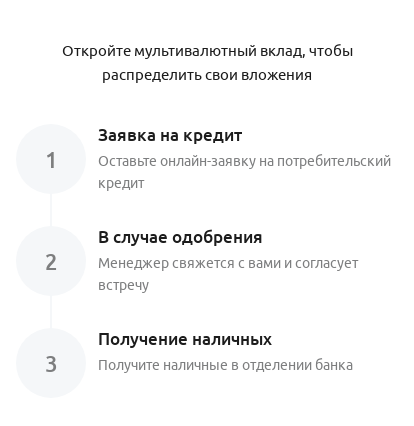 Откройте мультивалютный вклад, чтобы
распределить свои вложения
1
Заявка на кредит
Оставьте онлайн-заявку на потребительский
кредит
2
В случае одобрения
Менеджер свяжется с вами и согласует
встречу
3
Получение наличных
Получите наличные в отделении банка